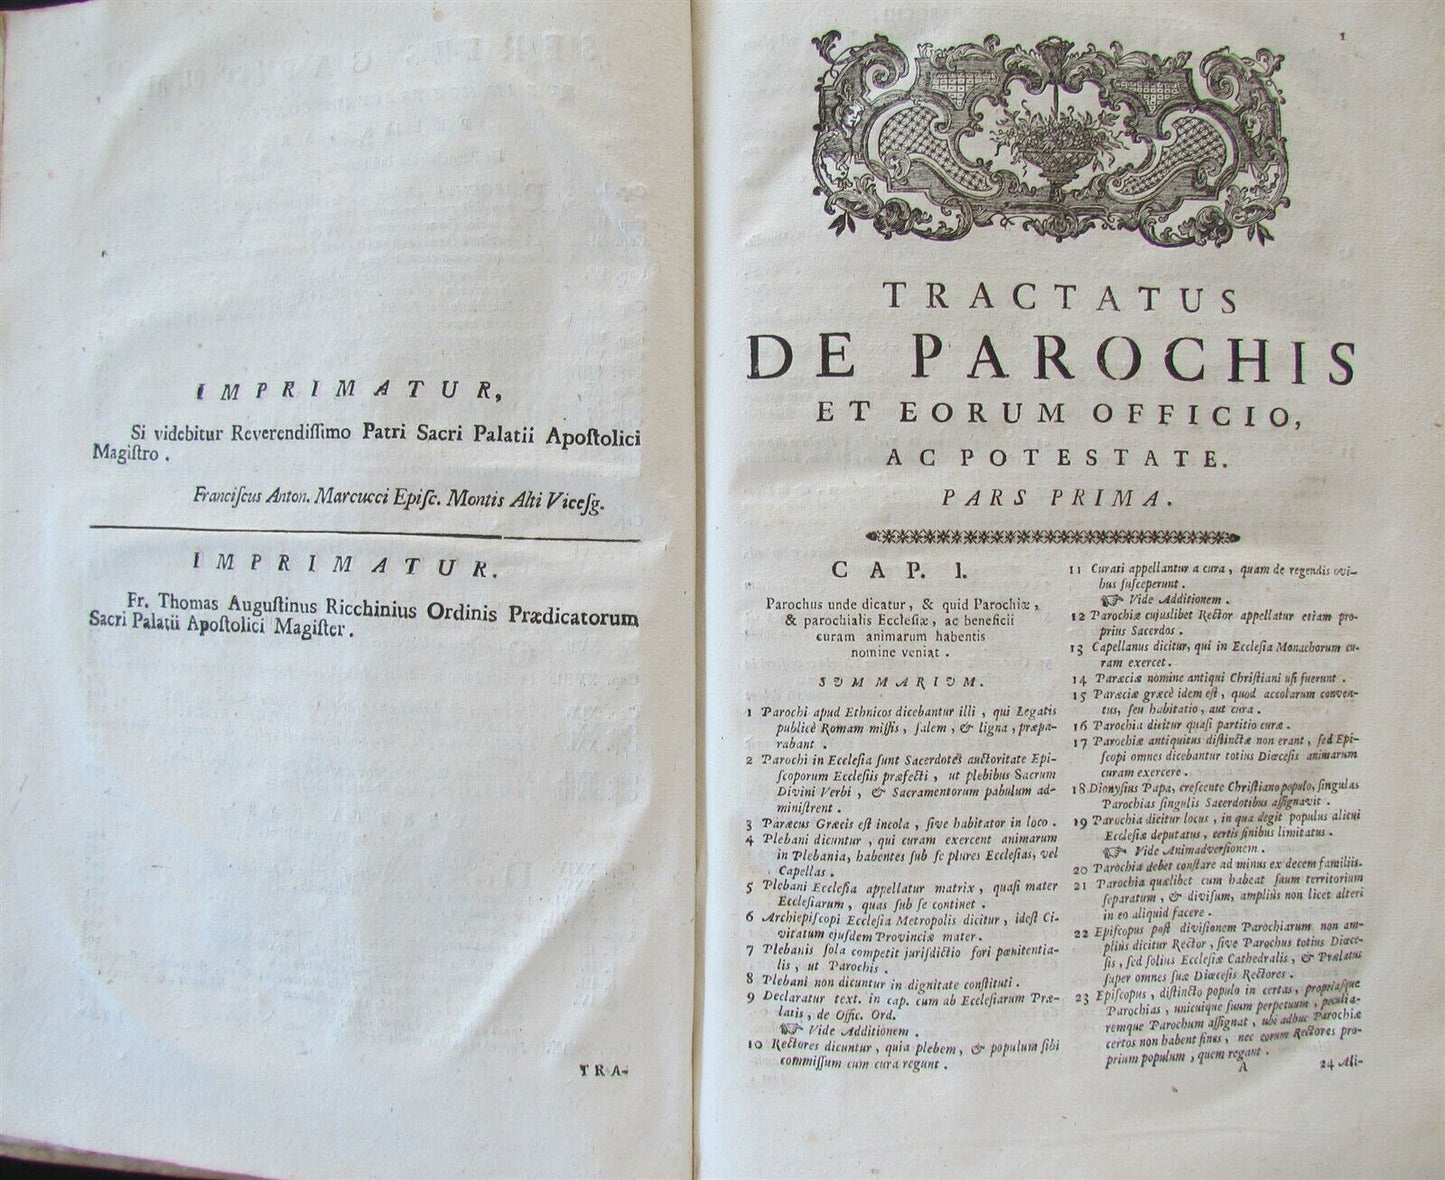 IMPRIMATUR,
Si videbitur Reverendiſſimo Patri Sacri Palatii Apoſtolici
Magiſtro .
Franciſcus Anton. Marcucci Epiſc. Montis Alti Viceſg.
IMPRIMATUR.
Fr. Thomas Auguſtinus Ricchinius Ordinis Prædicatorum
Sacri Palatii Apoſtolici Magiſter .
TRA-
1
TRACTATUS
DE PAROCHIS
ET EORUM OFFICIO,
AC POTESTATE.
PARS PRIMA.
CAP. I.
Parochus unde dicatur, & quid Parochiæ,
& parochialis Eccleſiæ, ac beneficii
curam animarum habentis
nomine veniat .
SUMMARIUM.
1 Parochi apud Ethnicos dicebantur illi , qui Legatis
publicè Romam miſſis , ſalem , & ligna , præpa-
rabant .
2 Parochi in Eccleſia ſunt Sacerdotes auctoritate Epi-
ſcoporum Eccleſiis præfecti , ut plebibus Sacrum
Divini Verbi , & Sacramentorum pabulum ad-
miniſtrent .
3 Paræcus Græcis eſt incola , ſive habitator in loco .
4 Plebani dicuntur , qui curam exercent animarum
in Plebania, habentes ſub ſe plures Eccleſias, vel
Capellas .
5 Plebani Eccleſia appellatur matrix , quaſi mater
Eccleſiarum , quas ſub ſe continet .
6 Archiepiſcopi Eccleſia Metropolis dicitur , ideſt Ci-
vitatum ejuſdem Provinciæ mater .
7 Plebanis ſola competit juriſdictio fori pœnitentia-
lis , ut Parochis .
8 Plebani non dicuntur in dignitate conſtituti .
9 Declaratur text. in cap. cum ab Eccleſiarum Præ-
latis , de Offic. Ord.
☞ Vide Additionem .
10 Rectores dicuntur , quia plebem , & populum ſibi
commiſſum cum cura regunt .
11 Curati appellantur a cura , quam de regendis ovi-
bus ſuſceperunt .
☞ Vide Additionem .
12 Parochiæ cujuslibet Rector appellatur etiam pro-
prius Sacerdos .
13 Capellanus dicitur, qui in Eccleſia Monachorum cu-
ram exercet .
14 Paræciæ nomine antiqui Chriſtiani uſi fuerunt .
15 Paræciæ græcè idem eſt , quod accolarum conven-
tus, ſeu habitatio , aut cura .
16 Parochia dicitur quaſi partitio curæ .
17 Parochiæ antiquitus diſtinctæ non erant , ſed Epi-
ſcopi omnes dicebantur totius Diœceſis animarum
curam exercere .
18 Dionyſius Papa, creſcente Chriſtiano populo, ſingulas
Parochias ſingulis Sacerdotibus aſſignavit .
19 Parochia dicitur locus , in qua degit populus alicui
Eccleſiæ deputatus , certis finibus limitatus .
☞ Vide Animadverſionem .
20 Parochia debet conſtare ad minus ex decem familiis.
21 Parochia quælibet cum habeat ſuum territorium
ſeparatum , & diviſum, amplius non licet alteri
in eo aliquid facere .
22 Epiſcopus poſt diviſionem Parochiarum non am-
plius dicitur Rector , ſive Parochus totius Diœce-
ſis , ſed ſolius Eccleſiæ Cathedralis , & Prælatus
ſuper omnes ſuæ Diœceſis Rectores .
23 Epiſcopus , diſtincto populo in certas , propriaſque
Parochias , unicuique ſuum perpetuum , peculia-
remque Parochum aſſignat , ubi adhuc Parochiæ
certos non habent fines , nec eorum Rectores pro-
prium populum , quem regant .
A
24 Ali-